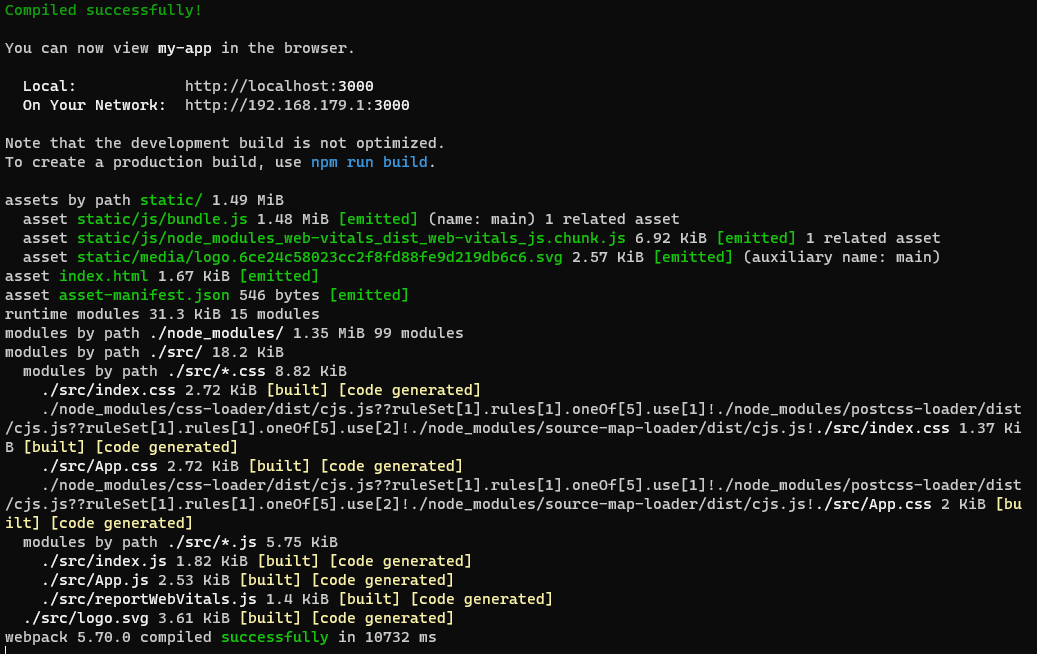 Compiled successfully!
You can now view my-app in the browser.
Local: http://localhost:3000
On Your Network: http://192.168.179.1:3000
Note that the development build is not optimized.
To create a production build, use npm run build.
assets by path static/ 1.49 MiB
asset static/js/bundle.js 1.48 MiB [emitted] (name: main) 1 related asset
asset static/js/node_modules_web-vitals_dist_web-vitals_js.chunk.js 6.92 KiB [emitted] 1 related asset
asset static/media/logo.6ce24c58023cc2f8fd88fe9d219db6c6.svg 2.57 KiB [emitted] (auxiliary name: main)
asset index.html 1.67 KiB [emitted]
asset asset-manifest.json 546 bytes [emitted]
runtime modules 31.3 KiB 15 modules
modules by path ./node_modules/ 1.35 MiB 99 modules
modules by path ./src/ 18.2 KiB
modules by path ./src/*.css 8.82 KiB
./src/index.css 2.72 KiB [built] [code generated]
./node_modules/css-loader/dist/cjs.js??ruleSet[1].rules[1].oneOf[5].use[1]!./node_modules/postcss-loader/dist
/cjs.js??ruleSet[1].rules[1].oneOf[5].use[2]!./node_modules/source-map-loader/dist/cjs.js!./src/index.css 1.37 Ki
B [built] [code generated]
./src/App.css 2.72 KiB [built] [code generated]
./node_modules/css-loader/dist/cjs.js??ruleSet[1].rules[1].oneOf[5].use[1]!./node_modules/postcss-loader/dist
/cjs.js??ruleSet[1].rules[1].oneOf[5].use[2]!./node_modules/source-map-loader/dist/cjs.js!./src/App.css 2 KiB [bu
ilt] [code generated]
modules by path ./src/*.js 5.75 KiB
./src/index.js 1.82 KiB [built] [code generated]
./src/App.js 2.53 KiB [built] [code generated]
./src/reportWebVitals.js 1.4 KiB [built] [code generated]
./src/logo.svg 3.61 KiB [built] [code generated]
webpack 5.70.0 compiled successfully in 10732 ms